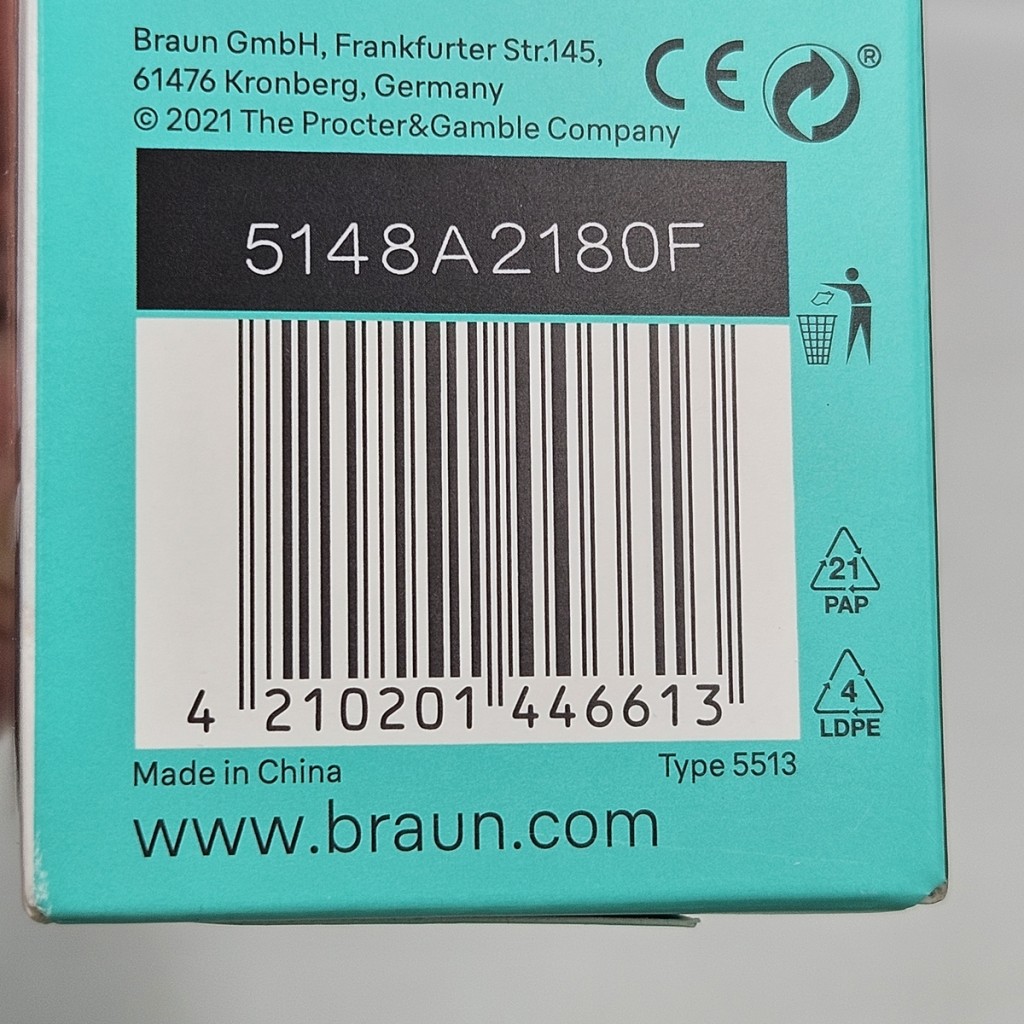 Braun GmbH, Frankfurter Str.145,
61476 Kronberg, Germany
© 2021 The Procter&Gamble Company
CE
®
5148A2180F
21
PAP
4
LDPE
4 210201 446613
Made in China
Type 5513
www.braun.com